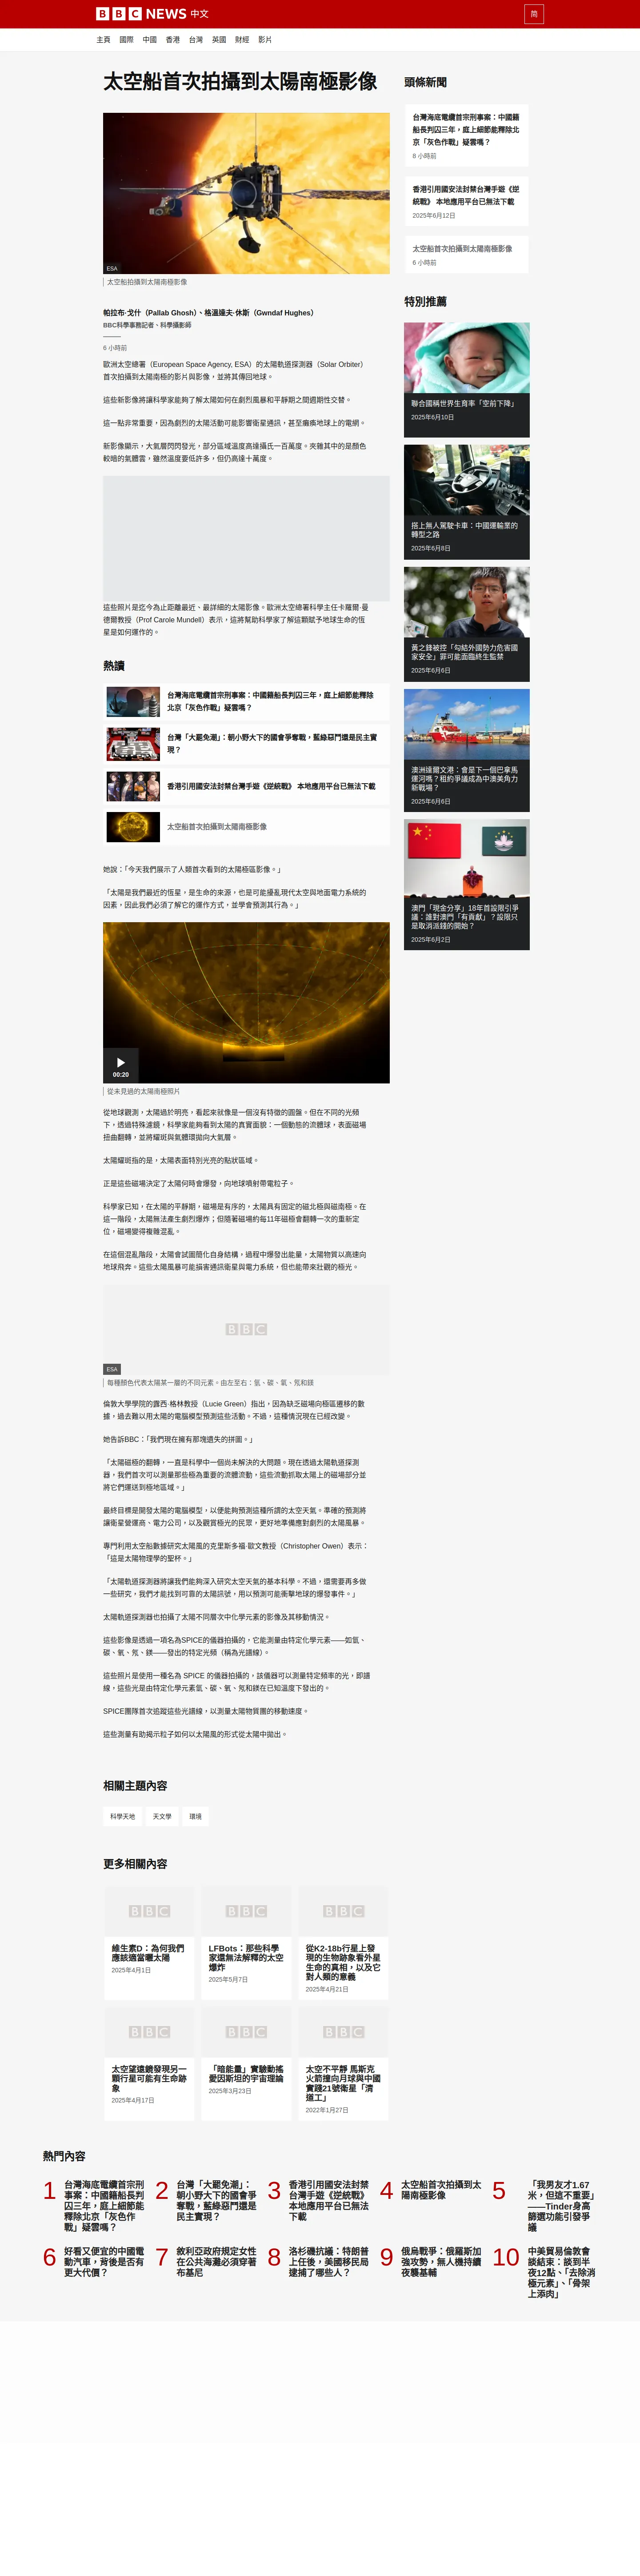 BBC NEWS 中文
简
主頁 國際 中國 香港 台灣 英國 財經 影片
太空船首次拍攝到太陽南極影像
ESA
太空船拍攝到太陽南極影像
帕拉布·戈什（Pallab Ghosh）、格溫達夫·休斯（Gwndaf Hughes）
BBC科學事務記者、科學攝影師
6 小時前
歐洲太空總署（European Space Agency, ESA）的太陽軌道探測器（Solar Orbiter）
首次拍攝到太陽南極的影片與影像，並將其傳回地球。
這些新影像將讓科學家能夠了解太陽如何在劇烈風暴和平靜期之間週期性交替。
這一點非常重要，因為劇烈的太陽活動可能影響衛星通訊，甚至癱瘓地球上的電網。
新影像顯示，大氣層閃閃發光，部分區域溫度高達攝氏一百萬度。夾雜其中的是顏色
較暗的氣體雲，雖然溫度要低許多，但仍高達十萬度。
這些照片是迄今為止距離最近、最詳細的太陽影像。歐洲太空總署科學主任卡羅爾·曼
德爾教授（Prof Carole Mundell）表示，這將幫助科學家了解這顆賦予地球生命的恆
星是如何運作的。
熱讀
台灣海底電纜首宗刑事案：中國籍船長判囚三年，庭上細節能釋除
北京「灰色作戰」疑雲嗎？
台灣「大罷免潮」：朝小野大下的國會爭奪戰，藍綠惡鬥還是民主實
現？
香港引用國安法封禁台灣手遊《逆統戰》 本地應用平台已無法下載
太空船首次拍攝到太陽南極影像
她說：「今天我們展示了人類首次看到的太陽極區影像。」
「太陽是我們最近的恆星，是生命的來源，也是可能擾亂現代太空與地面電力系統的
因素，因此我們必須了解它的運作方式，並學會預測其行為。」
00:20
從未見過的太陽南極照片
從地球觀測，太陽過於明亮，看起來就像是一個沒有特徵的圓盤。但在不同的光頻
下，透過特殊濾鏡，科學家能夠看到太陽的真實面貌：一個動態的流體球，表面磁場
扭曲翻轉，並將耀斑與氣體環拋向大氣層。
太陽耀斑指的是，太陽表面特別光亮的點狀區域。
正是這些磁場決定了太陽何時會爆發，向地球噴射帶電粒子。
科學家已知，在太陽的平靜期，磁場是有序的，太陽具有固定的磁北極與磁南極。在
這一階段，太陽無法產生劇烈爆炸；但隨著磁場約每11年磁極會翻轉一次的重新定
位，磁場變得複雜混亂。
在這個混亂階段，太陽會試圖簡化自身結構，過程中爆發出能量，太陽物質以高速向
地球飛奔。這些太陽風暴可能損害通訊衛星與電力系統，但也能帶來壯觀的極光。
BBC
ESA
每種顏色代表太陽某一層的不同元素。由左至右：氫、碳、氧、氖和鎂
倫敦大學學院的露西·格林教授（Lucie Green）指出，因為缺乏磁場向極區遷移的數
據，過去難以用太陽的電腦模型預測這些活動。不過，這種情況現在已經改變。
她告訴BBC：「我們現在擁有那塊遺失的拼圖。」
「太陽磁極的翻轉，一直是科學中一個尚未解決的大問題。現在透過太陽軌道探測
器，我們首次可以測量那些極為重要的流體流動，這些流動抓取太陽上的磁場部分並
將它們運送到極地區域。」
最終目標是開發太陽的電腦模型，以便能夠預測這種所謂的太空天氣。準確的預測將
讓衛星營運商、電力公司，以及觀賞極光的民眾，更好地準備應對劇烈的太陽風暴。
專門利用太空船數據研究太陽風的克里斯多福·歐文教授（Christopher Owen）表示：
「這是太陽物理學的聖杯。」
「太陽軌道探測器將讓我們能夠深入研究太空天氣的基本科學。不過，還需要再多做
一些研究，我們才能找到可靠的太陽訊號，用以預測可能衝擊地球的爆發事件。」
太陽軌道探測器也拍攝了太陽不同層次中化學元素的影像及其移動情況。
這些影像是透過一項名為SPICE的儀器拍攝的，它能測量由特定化學元素——如氫、
碳、氧、氖、鎂——發出的特定光頻（稱為光譜線）。
這些照片是使用一種名為 SPICE 的儀器拍攝的，該儀器可以測量特定頻率的光，即譜
線，這些光是由特定化學元素氫、碳、氧、氖和鎂在已知溫度下發出的。
SPICE團隊首次追蹤這些光譜線，以測量太陽物質團的移動速度。
這些測量有助揭示粒子如何以太陽風的形式從太陽中拋出。
相關主題內容
科學天地 天文學 環境
更多相關內容
BBC BBC BBC
維生素D：為何我們
應該適當曬太陽
2025年4月1日
LFBots：那些科學
家還無法解釋的太空
爆炸
2025年5月7日
從K2-18b行星上發
現的生物跡象看外星
生命的真相，以及它
對人類的意義
2025年4月21日
BBC BBC BBC
太空望遠鏡發現另一
顆行星可能有生命跡
象
2025年4月17日
「暗能量」實驗動搖
愛因斯坦的宇宙理論
2025年3月23日
太空不平靜 馬斯克
火箭撞向月球與中國
實踐21號衛星「清
道工」
2022年1月27日
頭條新聞
台灣海底電纜首宗刑事案：中國籍
船長判囚三年，庭上細節能釋除北
京「灰色作戰」疑雲嗎？
8 小時前
香港引用國安法封禁台灣手遊《逆
統戰》 本地應用平台已無法下載
2025年6月12日
太空船首次拍攝到太陽南極影像
6 小時前
特別推薦
聯合國稱世界生育率「空前下降」
2025年6月10日
搭上無人駕駛卡車：中國運輸業的
轉型之路
2025年6月8日
黃之鋒被控「勾結外國勢力危害國
家安全」罪可能面臨終生監禁
2025年6月6日
澳洲達爾文港：會是下一個巴拿馬
運河嗎？租約爭議成為中澳美角力
新戰場？
2025年6月6日
澳門「現金分享」18年首設限引爭
議：誰對澳門「有貢獻」？設限只
是取消派錢的開始？
2025年6月2日
熱門內容
1
台灣海底電纜首宗刑
事案：中國籍船長判
囚三年，庭上細節能
釋除北京「灰色作
戰」疑雲嗎？
2
台灣「大罷免潮」：
朝小野大下的國會爭
奪戰，藍綠惡鬥還是
民主實現？
3
香港引用國安法封禁
台灣手遊《逆統戰》
本地應用平台已無法
下載
4
太空船首次拍攝到太
陽南極影像
5
「我男友才1.67
米，但這不重要」
——Tinder身高
篩選功能引發爭
議
6
好看又便宜的中國電
動汽車，背後是否有
更大代價？
7
敘利亞政府規定女性
在公共海灘必須穿著
布基尼
8
洛杉磯抗議：特朗普
上任後，美國移民局
逮捕了哪些人？
9
俄烏戰爭：俄羅斯加
強攻勢，無人機持續
夜襲基輔
10
中美貿易倫敦會
談結束：談到半
夜12點、「去除消
極元素」、「骨架
上添肉」